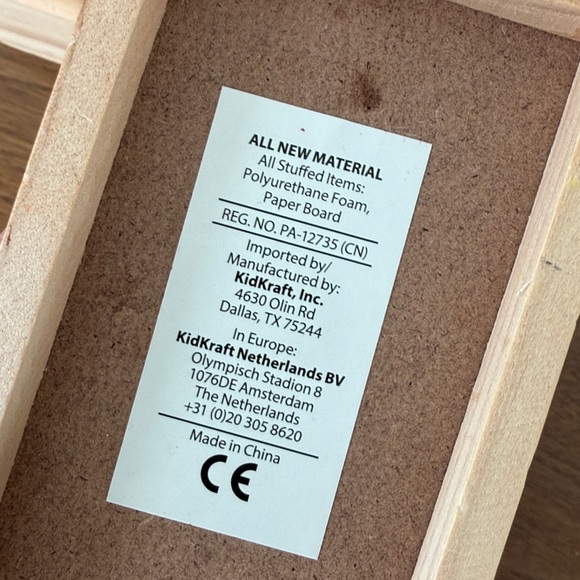 ALL NEW MATERIAL
All Stuffed Items:
Polyurethane Foam,
Paper Board
REG. NO. PA-12735 (CN)
Imported by/
Manufactured by:
KidKraft, Inc.
4630 Olin Rd
Dallas, TX 75244
In Europe:
KidKraft Netherlands BV
Olympisch Stadion 8
1076DE Amsterdam
The Netherlands
+31 (0)20 305 8620
Made in China
CE